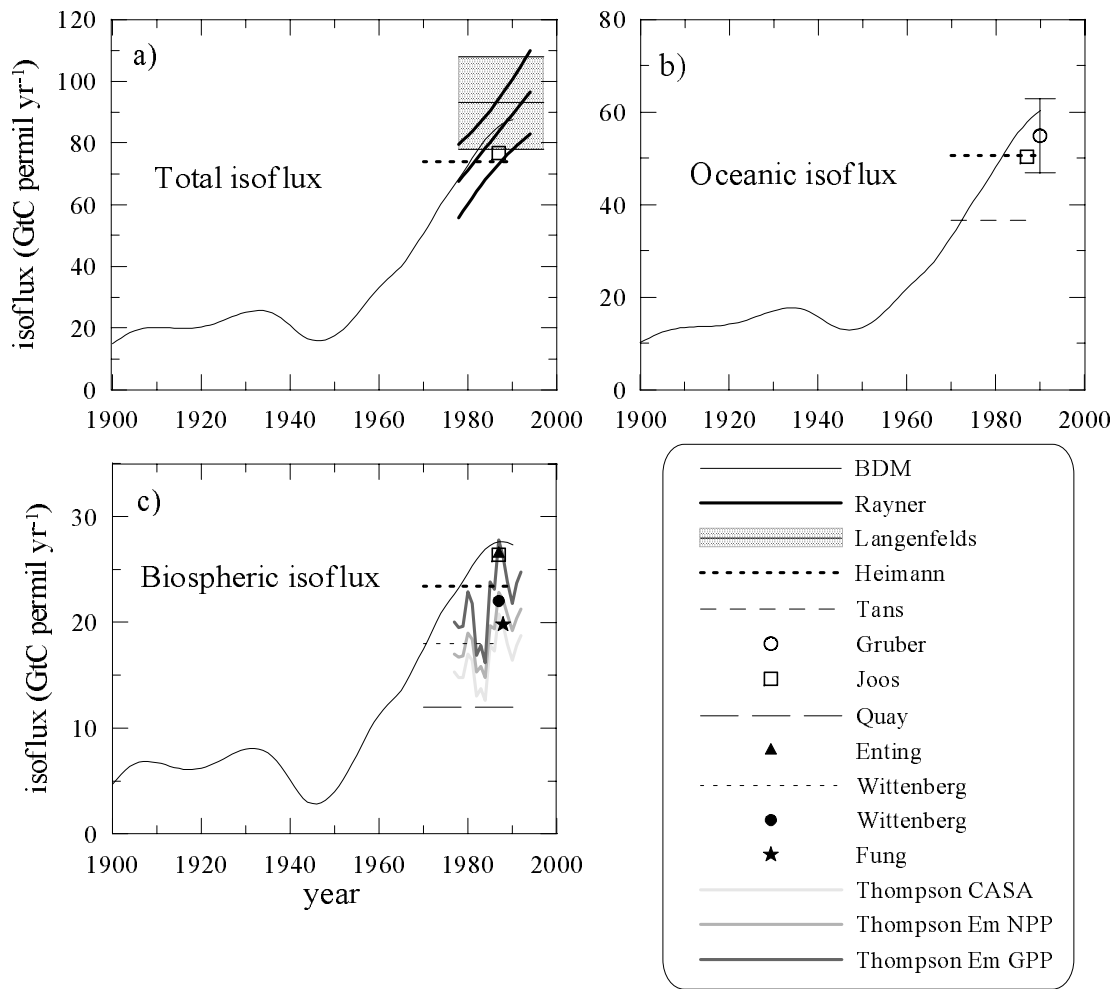 a)
Total isoflux
isoflux (GtC permil yr⁻¹)
120
100
80
60
40
20
0
1900 1920 1940 1960 1980 2000
b)
Oceanic isoflux
80
60
40
20
0
1900 1920 1940 1960 1980 2000
c)
Biospheric isoflux
isoflux (GtC permil yr⁻¹)
30
20
10
0
1900 1920 1940 1960 1980 2000
year
BDM
Rayner
Langenfelds
Heimann
Tans
Gruber
Joos
Quay
Enting
Wittenberg
Wittenberg
Fung
Thompson CASA
Thompson Em NPP
Thompson Em GPP